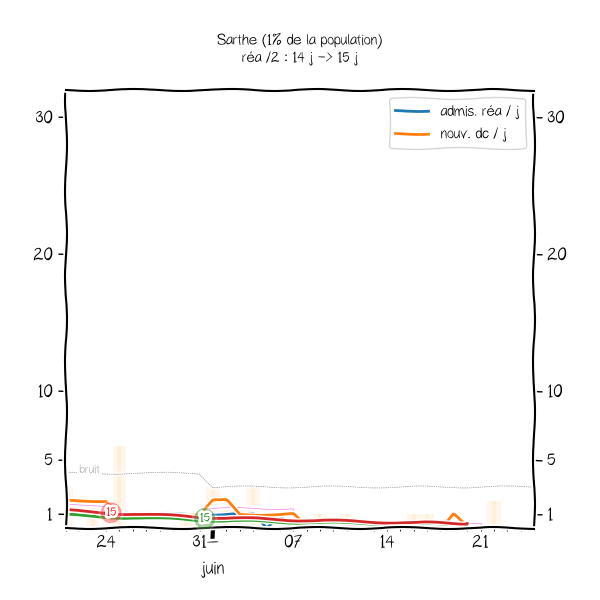 Sarthe (1% de la population)
réa /2 : 14 j -> 15 j
admis. réa / j
nouv. dc / j
30
30
20
20
10
10
5
5
bruit
15
15
1
1
24
31
07
14
21
juin